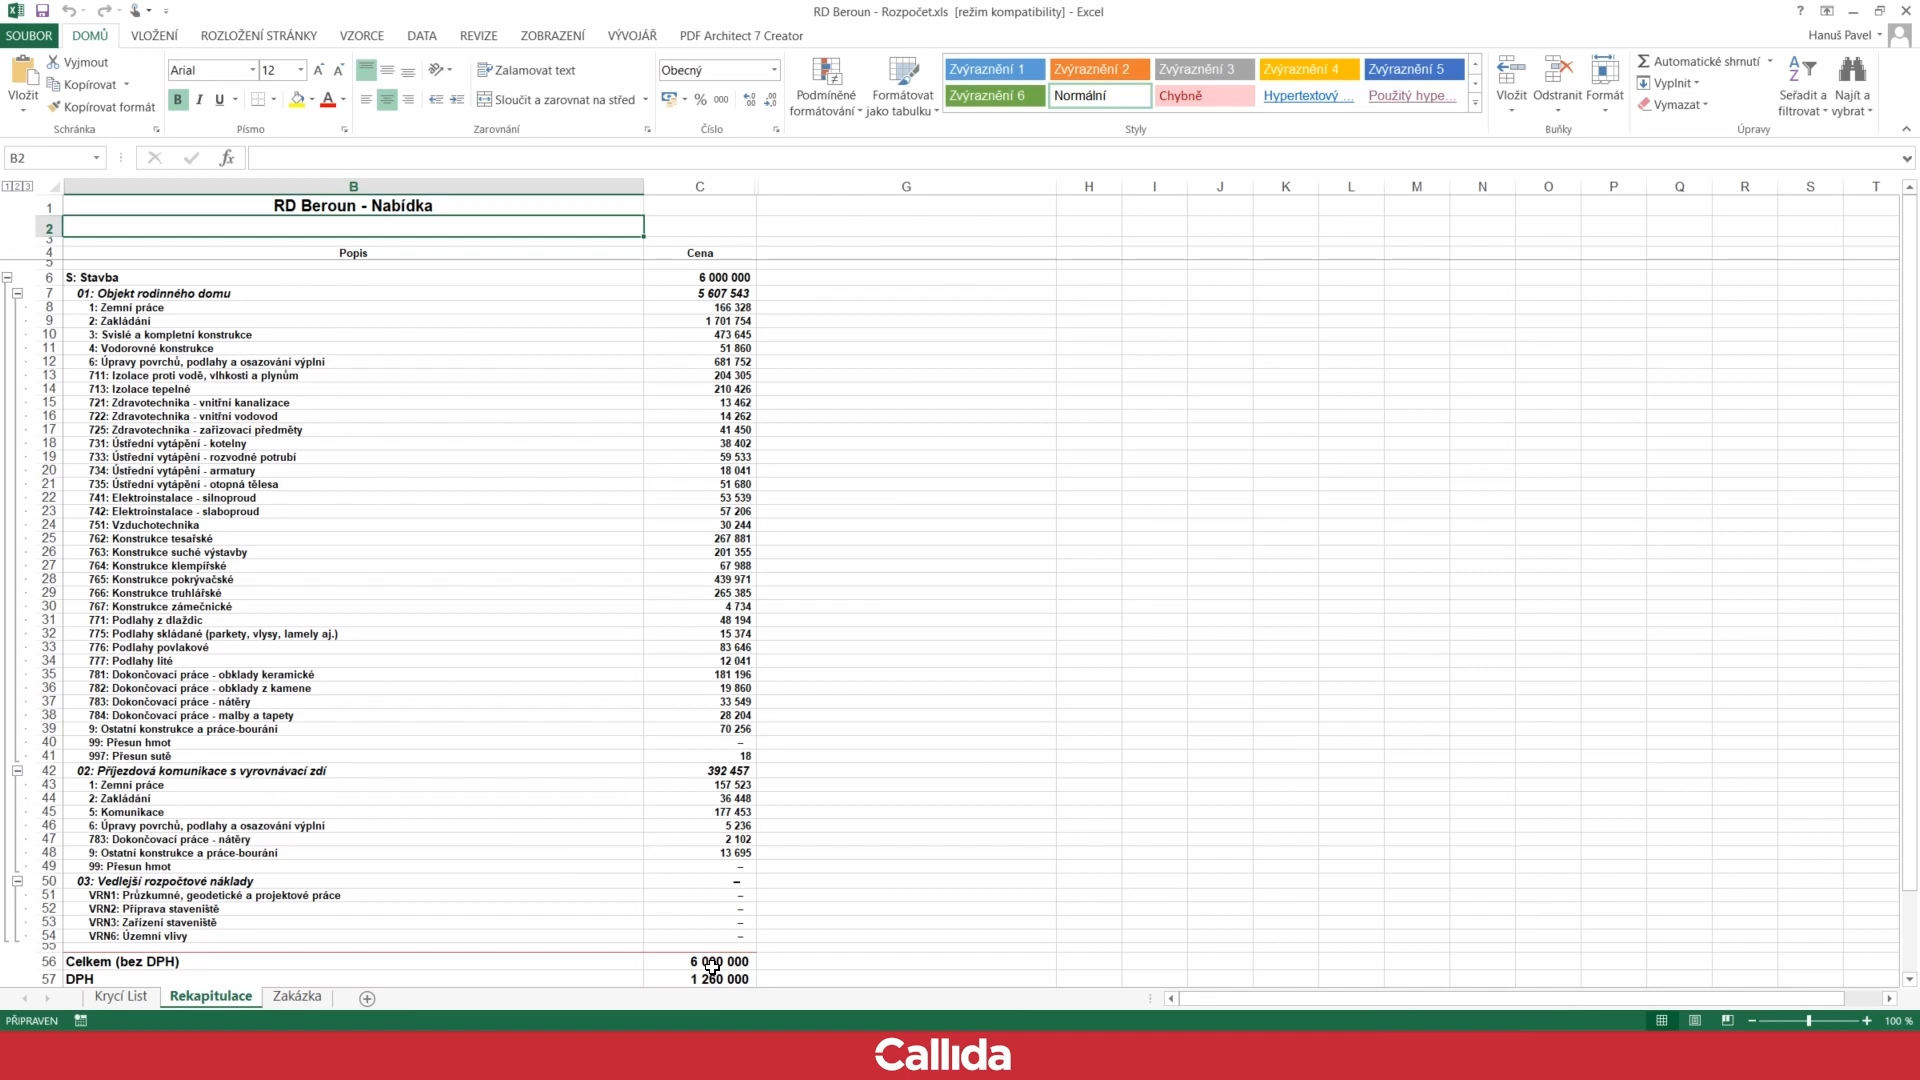 RD Beroun - Rozpočet.xls [režim kompatibility] - Excel
SOUBOR DOMŮ VLOŽENÍ ROZLOŽENÍ STRÁNKY VZORCE DATA REVIZE ZOBRAZENÍ VÝVOJÁŘ PDF Architect 7 Creator Hanuš Pavel
Vložit
Vyjmout
Kopírovat
Kopírovat formát
Schránka
Arial 12
B I U
Písmo
Zalamovat text
Sloučit a zarovnat na střed
Zarovnání
Obecný
% 000
Číslo
Podmíněné formátování
Formátovat jako tabulku
Zvýraznění 1 Zvýraznění 2 Zvýraznění 3 Zvýraznění 4 Zvýraznění 5
Zvýraznění 6 Normální Chybně Hypertextový ... Použitý hype...
Styly
Vložit Odstranit Formát
Buňky
Automatické shrnutí
Vyplnit
Vymazat
Seřadit a filtrovat
Najít a vybrat
Úpravy
B2 fx
1 2 3
B C G H I J K L M N O P Q R S T
1 RD Beroun - Nabídka
2
3
4 Popis Cena
5
6 S: Stavba 6 000 000
7 01: Objekt rodinného domu 5 607 543
8 1: Zemní práce 166 328
9 2: Zakládání 1 701 754
10 3: Svislé a kompletní konstrukce 473 645
11 4: Vodorovné konstrukce 51 860
12 6: Úpravy povrchů, podlahy a osazování výplní 681 752
13 711: Izolace proti vodě, vlhkosti a plynům 204 305
14 713: Izolace tepelné 210 426
15 721: Zdravotechnika - vnitřní kanalizace 13 462
16 722: Zdravotechnika - vnitřní vodovod 14 262
17 725: Zdravotechnika - zařizovací předměty 41 450
18 731: Ústřední vytápění - kotelny 38 402
19 733: Ústřední vytápění - rozvodné potrubí 59 533
20 734: Ústřední vytápění - armatury 18 041
21 735: Ústřední vytápění - otopná tělesa 51 680
22 741: Elektroinstalace - silnoproud 53 539
23 742: Elektroinstalace - slaboproud 57 206
24 751: Vzduchotechnika 30 244
25 762: Konstrukce tesařské 267 881
26 763: Konstrukce suché výstavby 201 355
27 764: Konstrukce klempířské 67 988
28 765: Konstrukce pokrývačské 439 971
29 766: Konstrukce truhlářské 265 385
30 767: Konstrukce zámečnické 4 734
31 771: Podlahy z dlaždic 48 194
32 775: Podlahy skládané (parkety, vlysy, lamely aj.) 15 374
33 776: Podlahy povlakové 83 646
34 777: Podlahy lité 12 041
35 781: Dokončovací práce - obklady keramické 181 196
36 782: Dokončovací práce - obklady z kamene 19 860
37 783: Dokončovací práce - nátěry 33 549
38 784: Dokončovací práce - malby a tapety 28 204
39 9: Ostatní konstrukce a práce-bourání 70 256
40 99: Přesun hmot –
41 997: Přesun sutě 18
42 02: Příjezdová komunikace s vyrovnávací zdí 392 457
43 1: Zemní práce 157 523
44 2: Zakládání 36 448
45 5: Komunikace 177 453
46 6: Úpravy povrchů, podlahy a osazování výplní 5 236
47 783: Dokončovací práce - nátěry 2 102
48 9: Ostatní konstrukce a práce-bourání 13 695
49 99: Přesun hmot –
50 03: Vedlejší rozpočtové náklady –
51 VRN1: Průzkumné, geodetické a projektové práce –
52 VRN2: Příprava staveniště –
53 VRN3: Zařízení staveniště –
54 VRN6: Územní vlivy –
55
56 Celkem (bez DPH) 6 000 000
57 DPH 1 260 000
Krycí List Rekapitulace Zakázka
PŘIPRAVEN 100 %
Callida